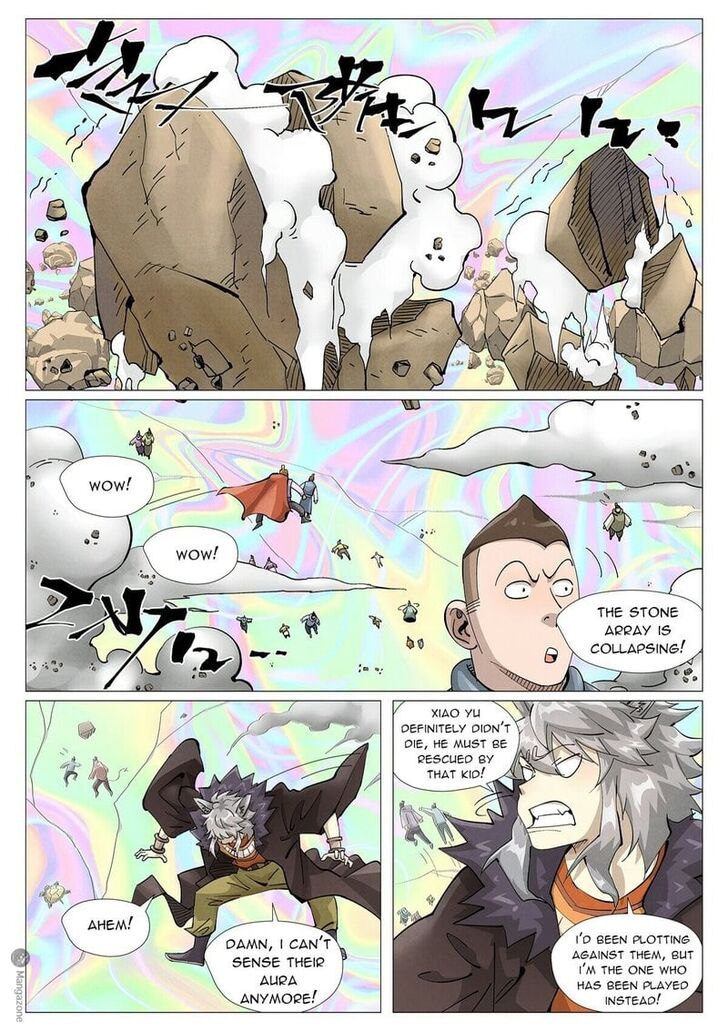 WOW!
WOW!
THE STONE
ARRAY IS
COLLAPSING!
AHEM!
DAMN, I CAN'T
SENSE THEIR
AURA
ANYMORE!
XIAO YU
DEFINITELY DIDN'T
DIE, HE MUST BE
RESCUED BY
THAT KID!
I'D BEEN PLOTTING
AGAINST THEM, BUT
I'M THE ONE WHO
HAS BEEN PLAYED
INSTEAD!
Mangazone